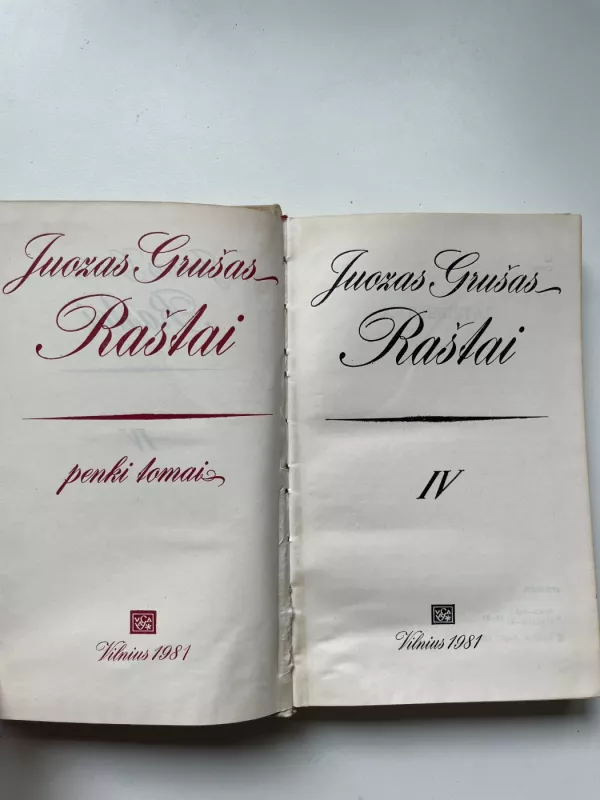 Juozas Grušas
Raštai
penki tomai
Vilnius 1981
Juozas Grušas
Raštai
IV
Vilnius 1981